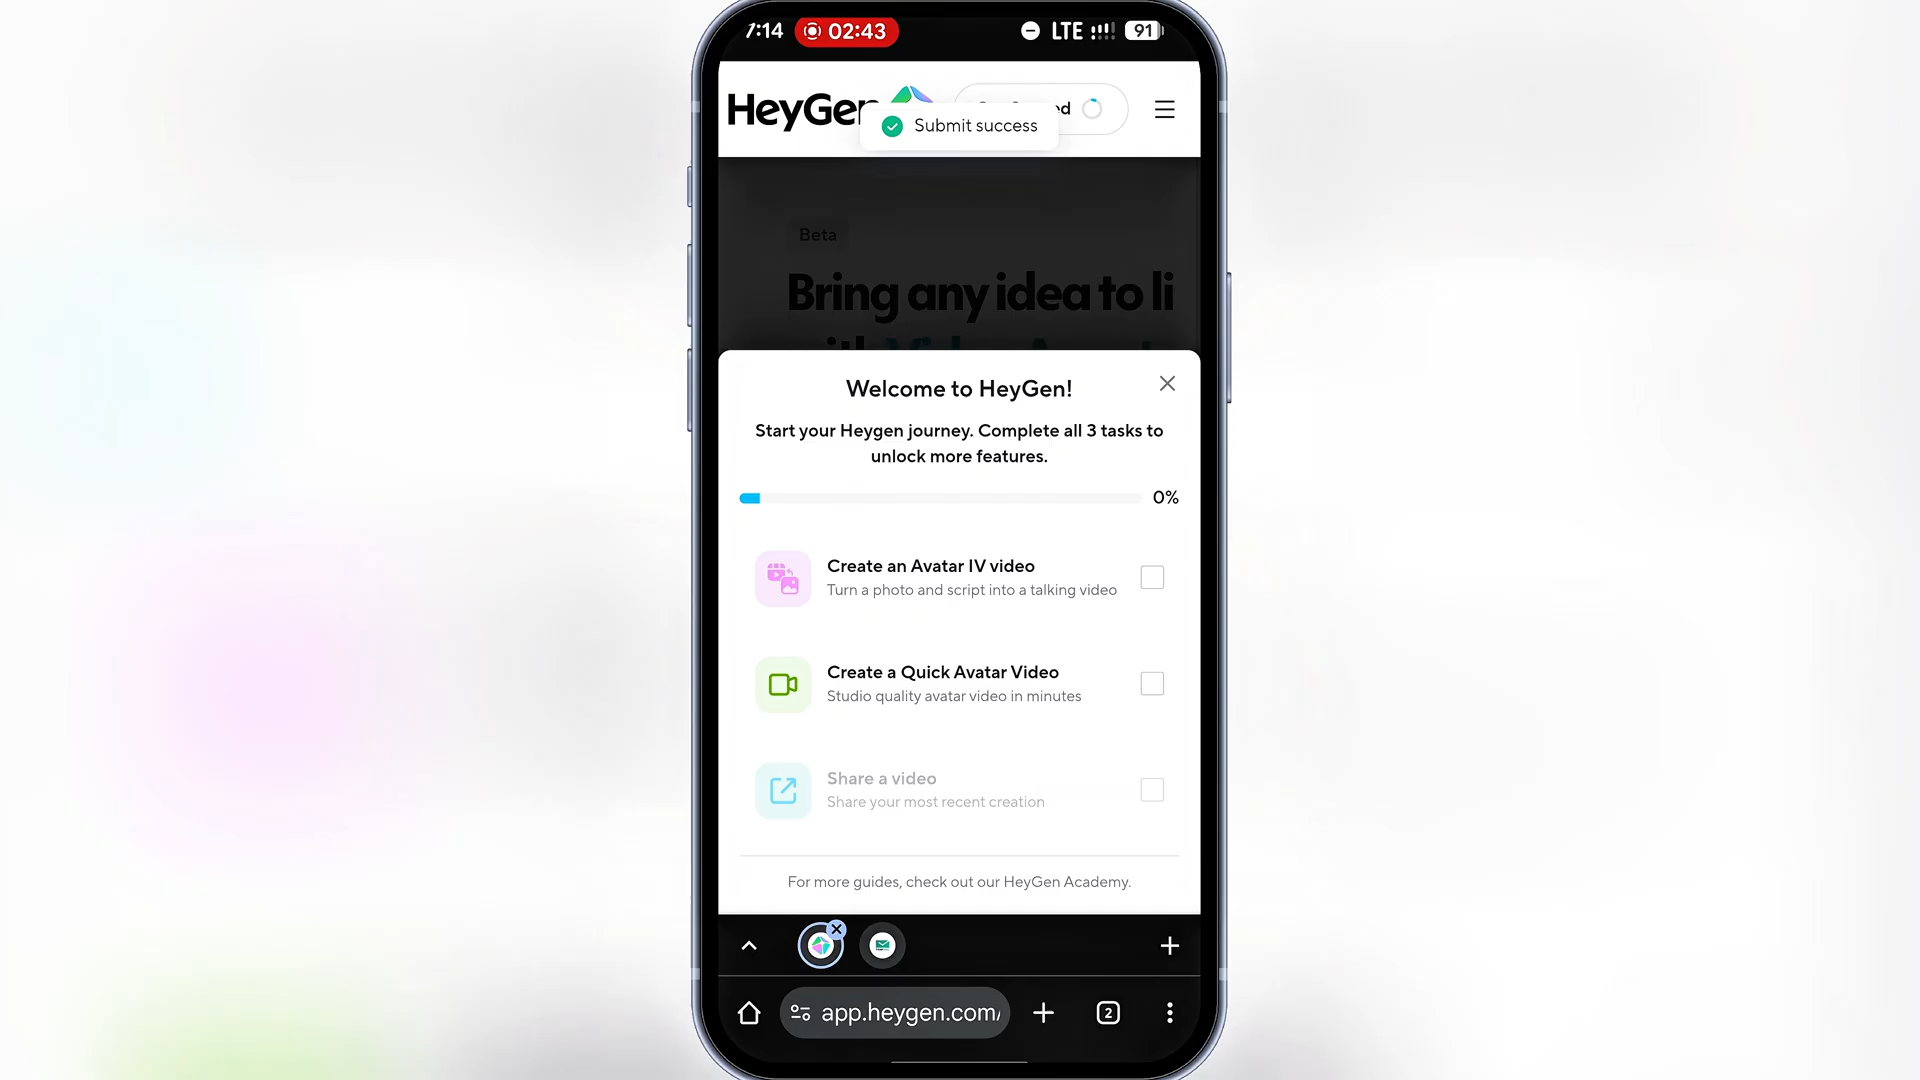 7:14
02:43
LTE
91
HeyGen
d
Submit success
Beta
Bring any idea to li
Welcome to HeyGen!
Start your Heygen journey. Complete all 3 tasks to
unlock more features.
0%
Create an Avatar IV video
Turn a photo and script into a talking video
Create a Quick Avatar Video
Studio quality avatar video in minutes
Share a video
Share your most recent creation
For more guides, check out our HeyGen Academy.
app.heygen.com/
2